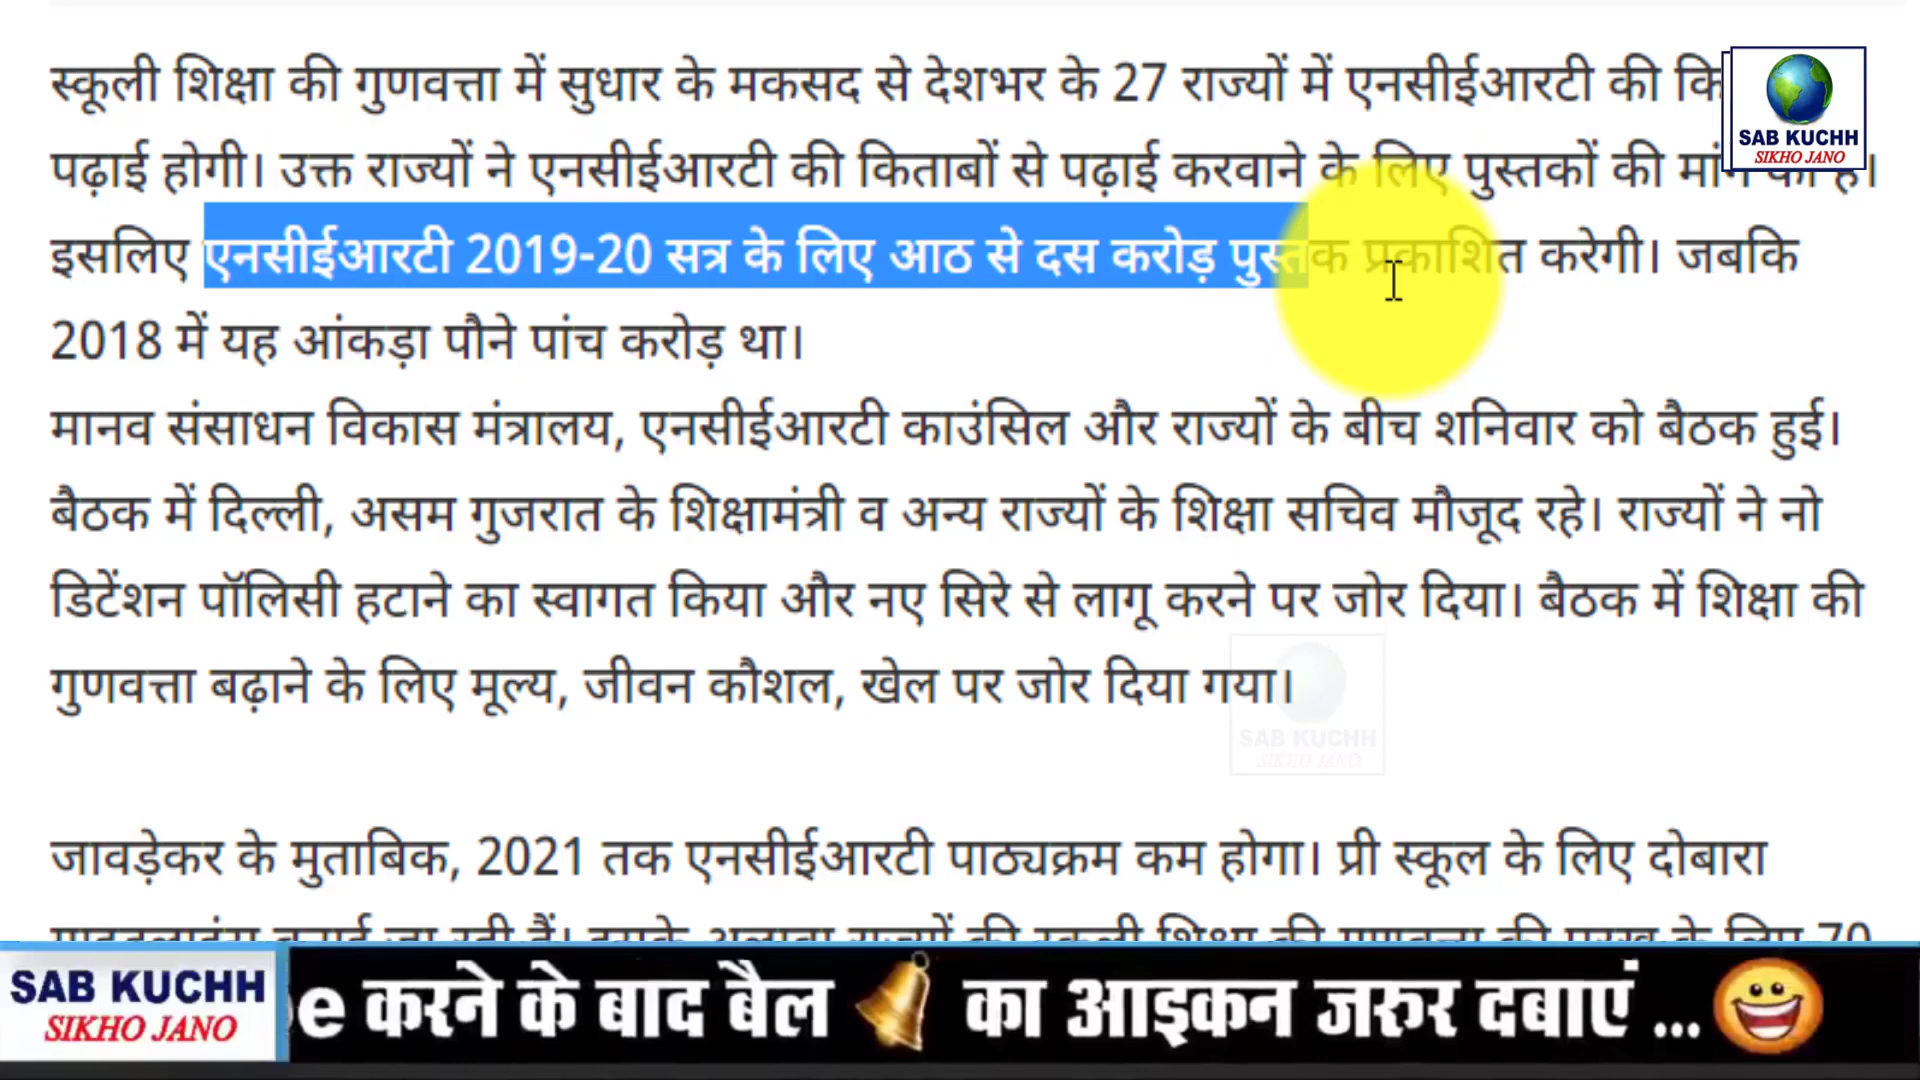 स्कूली शिक्षा की गुणवत्ता में सुधार के मकसद से देशभर के 27 राज्यों में एनसीईआरटी की
SAB KUCHH
SIKHO JANO
पढ़ाई होगी। उक्त राज्यों ने एनसीईआरटी की किताबों से पढ़ाई करवाने के लिए पुस्तकों की है।
इसलिए एनसीईआरटी 2019-20 सत्र के लिए आठ से दस करोड़ पुस्तक प्रकाशित करेगी। जबकि
2018 में यह आंकड़ा पौने पांच करोड़ था।
मानव संसाधन विकास मंत्रालय, एनसीईआरटी काउंसिल और राज्यों के बीच शनिवार को बैठक हुई।
बैठक में दिल्ली, असम गुजरात के शिक्षामंत्री व अन्य राज्यों के शिक्षा सचिव मौजूद रहे। राज्यों ने नो
डिटेंशन पॉलिसी हटाने का स्वागत किया और नए सिरे से लागू करने पर जोर दिया। बैठक में शिक्षा की
गुणवत्ता बढ़ाने के लिए मूल्य, जीवन कौशल, खेल पर जोर दिया गया।
SAB KUCHH
SIKHO JANO
जावड़ेकर के मुताबिक, 2021 तक एनसीईआरटी पाठ्यक्रम कम होगा। प्री स्कूल के लिए दोबारा
SAB KUCHH
SIKHO JANO
करने के बाद बैल का आइकन जरुर दबाएं ...